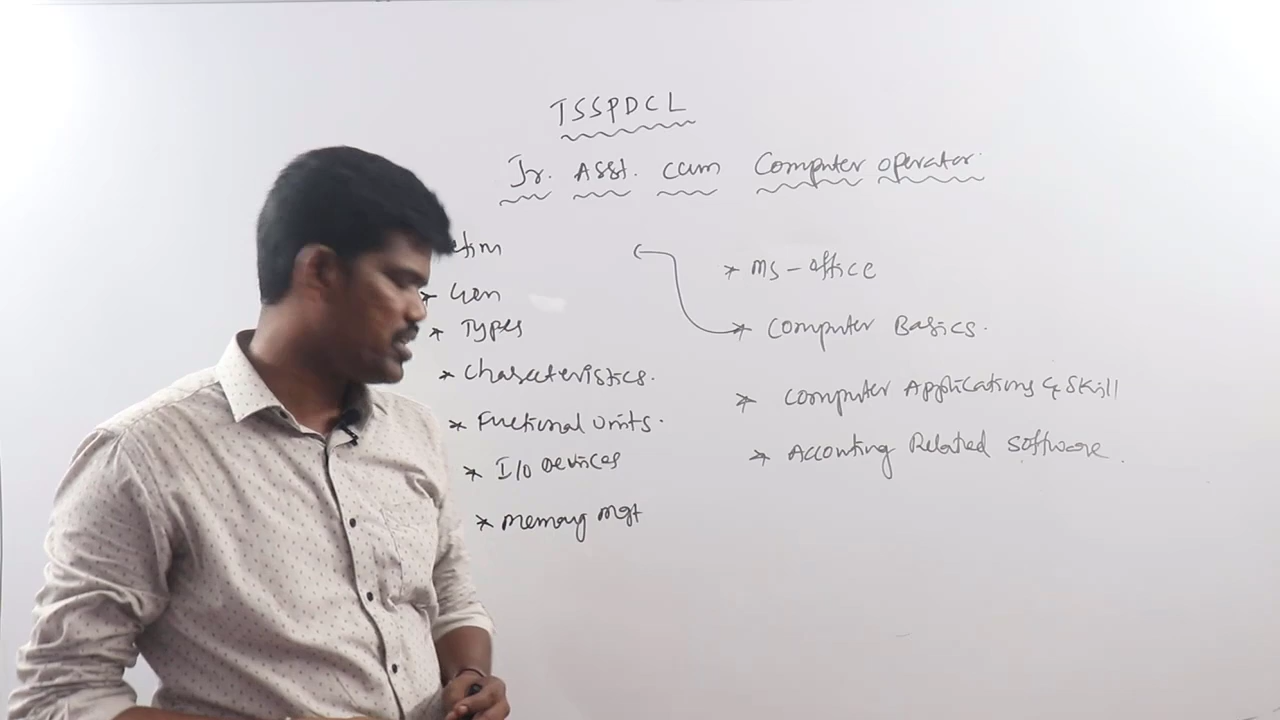 TSSPDCL
Jr. Asst. cum Computer operator.
* Gen
* Types
* Characteristics.
* Functional Units.
* I/O Devices
* Memory Mgt
* MS-office
* Computer Basics.
* Computer Applications & Skill
* Acconting Related Software.